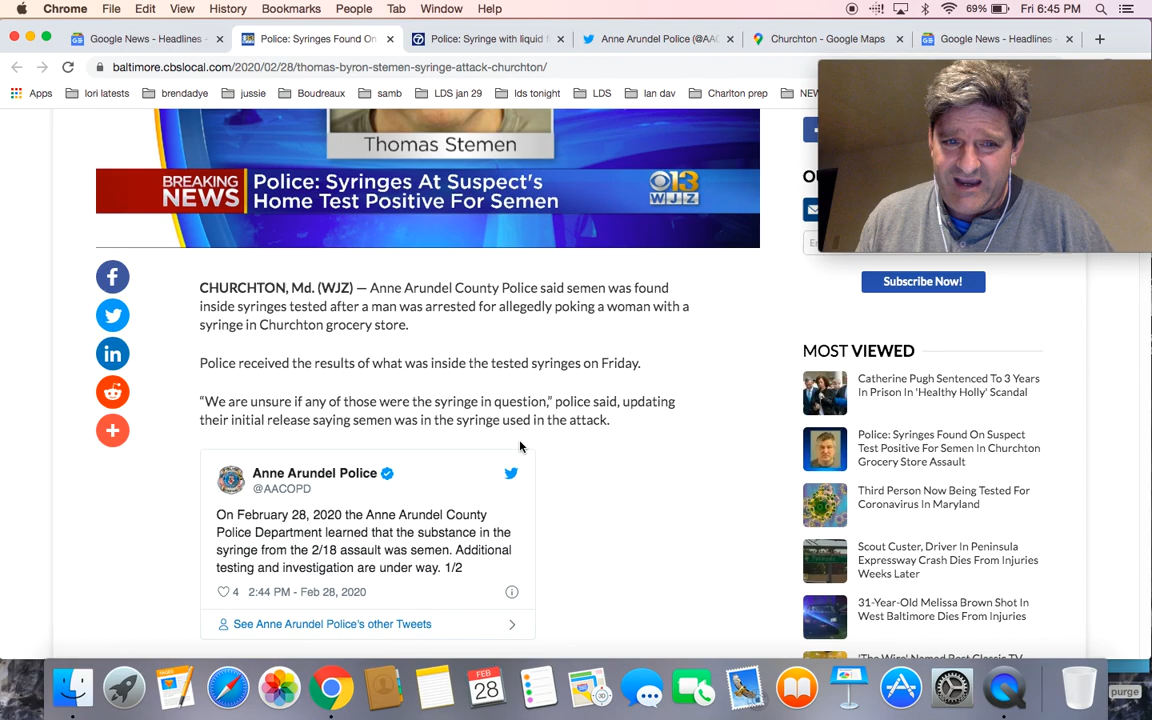 Chrome File Edit View History Bookmarks People Tab Window Help 69% Fri 6:45 PM
Google News - Headlines - Police: Syringes Found On Police: Syringe with liquid f Anne Arundel Police (@AAC Churchton - Google Maps Google News - Headlines -
baltimore.cbslocal.com/2020/02/28/thomas-byron-stemen-syringe-attack-churchton/
Apps lori latests brendadye jussie Boudreaux samb LDS jan 29 lds tonight LDS Ian dav Charlton prep NEW
Thomas Stemen
BREAKING NEWS
Police: Syringes At Suspect's
Home Test Positive For Semen
13
WJZ
CHURCHTON, Md. (WJZ) — Anne Arundel County Police said semen was found
inside syringes tested after a man was arrested for allegedly poking a woman with a
syringe in Churchton grocery store.
Police received the results of what was inside the tested syringes on Friday.
“We are unsure if any of those were the syringe in question,” police said, updating
their initial release saying semen was in the syringe used in the attack.
Anne Arundel Police
@AACOPD
On February 28, 2020 the Anne Arundel County
Police Department learned that the substance in the
syringe from the 2/18 assault was semen. Additional
testing and investigation are under way. 1/2
4 2:44 PM - Feb 28, 2020
See Anne Arundel Police's other Tweets
Subscribe Now!
MOST VIEWED
Catherine Pugh Sentenced To 3 Years
In Prison In 'Healthy Holly' Scandal
Police: Syringes Found On Suspect
Test Positive For Semen In Churchton
Grocery Store Assault
Third Person Now Being Tested For
Coronavirus In Maryland
Scout Custer, Driver In Peninsula
Expressway Crash Dies From Injuries
Weeks Later
31-Year-Old Melissa Brown Shot In
West Baltimore Dies From Injuries
'The Wire' Named Best Classic TV
FEB
28
purge